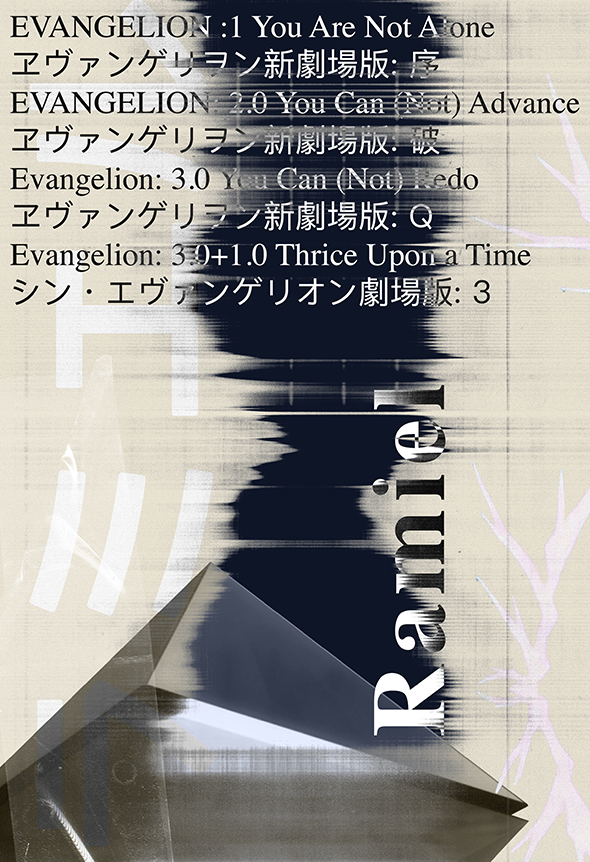 EVANGELION :1 You Are Not Alone
ヱヴァンゲリヲン新劇場版: 序
EVANGELION: 2.0 You Can (Not) Advance
ヱヴァンゲリヲン新劇場版: 破
Evangelion: 3.0 You Can (Not) Redo
ヱヴァンゲリヲン新劇場版: Q
Evangelion: 3.0+1.0 Thrice Upon a Time
シン・エヴァンゲリオン劇場版: 3
Ramiel